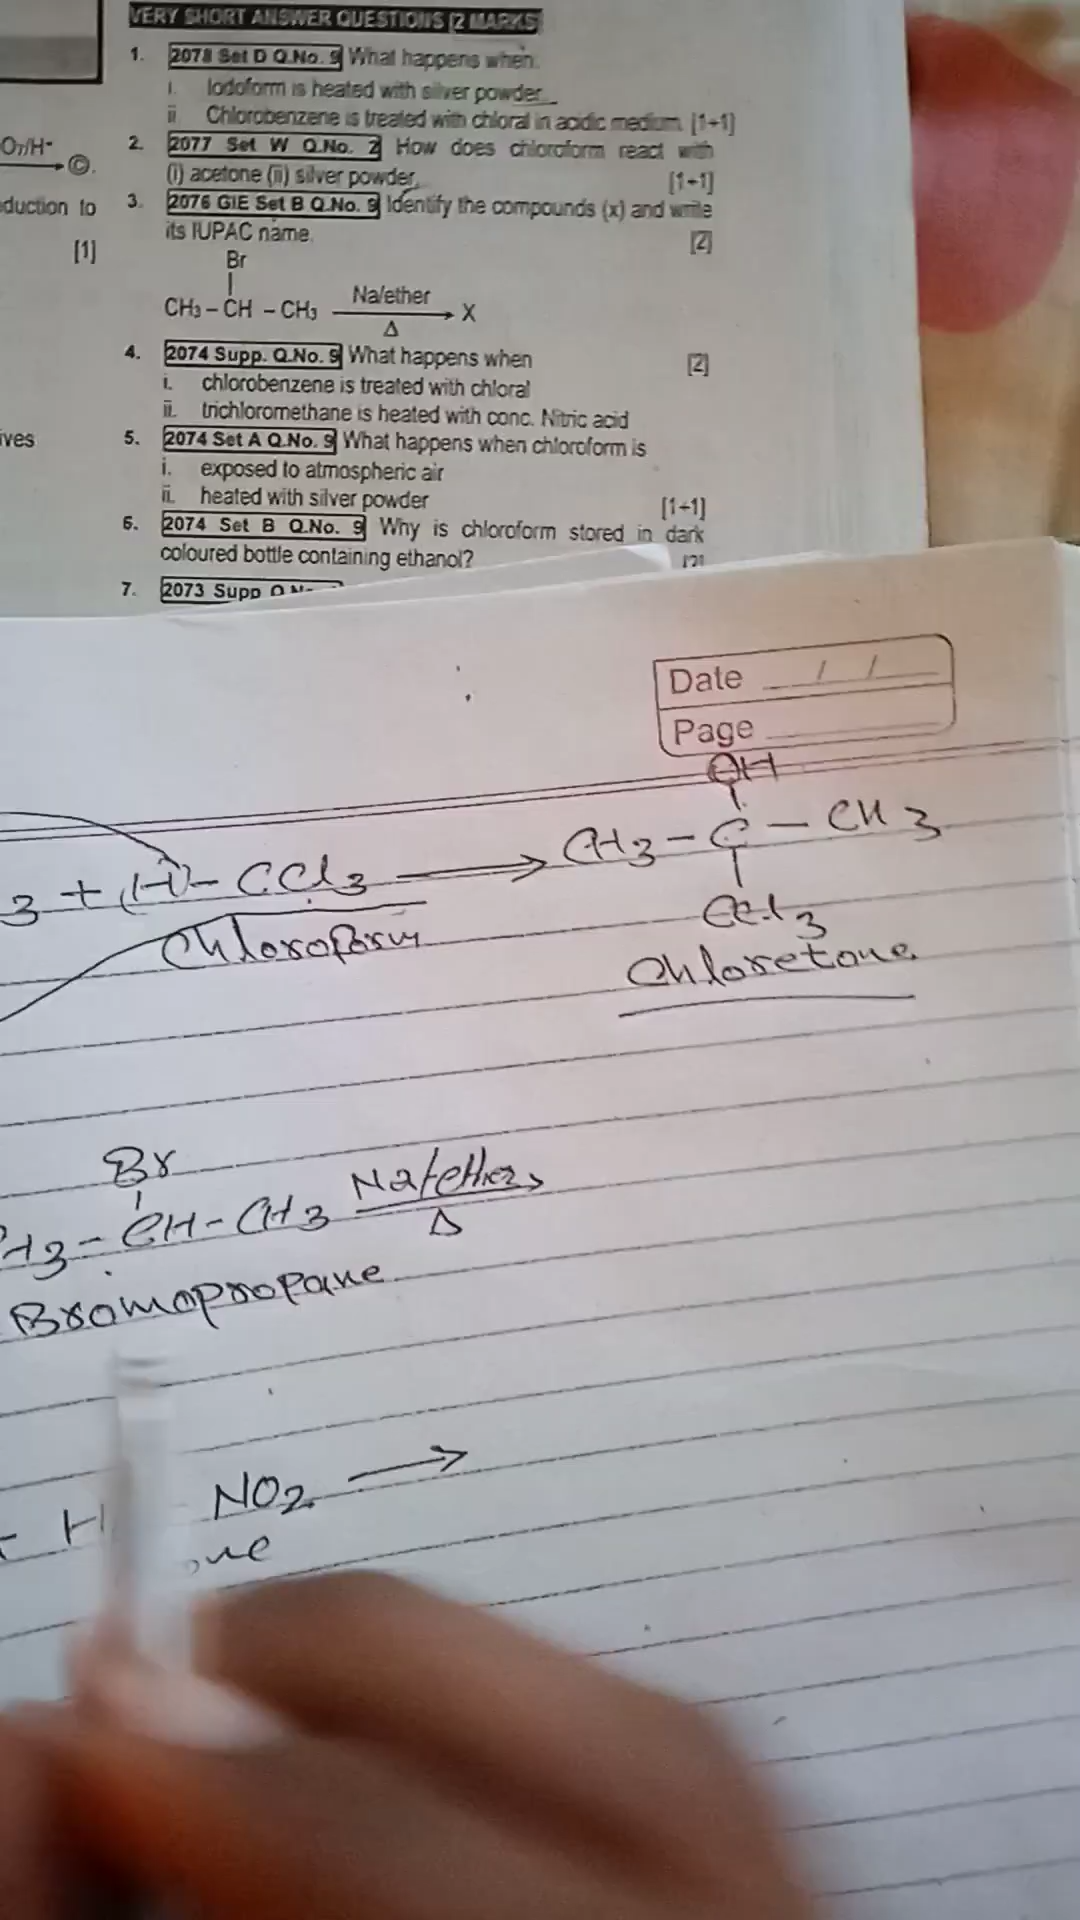 VERY SHORT ANSWER QUESTIONS [2 MARKS]
1. 2078 Set D Q.No. 9 What happens when:
i. Iodoform is heated with silver powder.
ii. Chlorobenzene is treated with chloral in acidic medium. [1+1]
O7/H+
©.
2. 2077 Set W Q.No. 2 How does chloroform react with
(i) acetone (ii) silver powder, [1+1]
duction to
[1]
3. 2076 GIE Set B Q.No. 9 Identify the compounds (x) and write
its IUPAC name. [2]
Br
CH3 – CH – CH3 Na/ether Δ X
4. 2074 Supp. Q.No. 9 What happens when [2]
i. chlorobenzene is treated with chloral
ii. trichloromethane is heated with conc. Nitric acid
ives
5. 2074 Set A Q.No. 9 What happens when chloroform is
i. exposed to atmospheric air
ii. heated with silver powder [1+1]
6. 2074 Set B Q.No. 9 Why is chloroform stored in dark
coloured bottle containing ethanol? [2]
7. 2073 Supp
Date / /
Page
OH
3 + H - CCl3 → CH3 - C - CH3
CCl3
Chloroform
Chloretone
Br
H3 - CH - CH3 Na/ether Δ
Bromopropane
+ H NO2 →